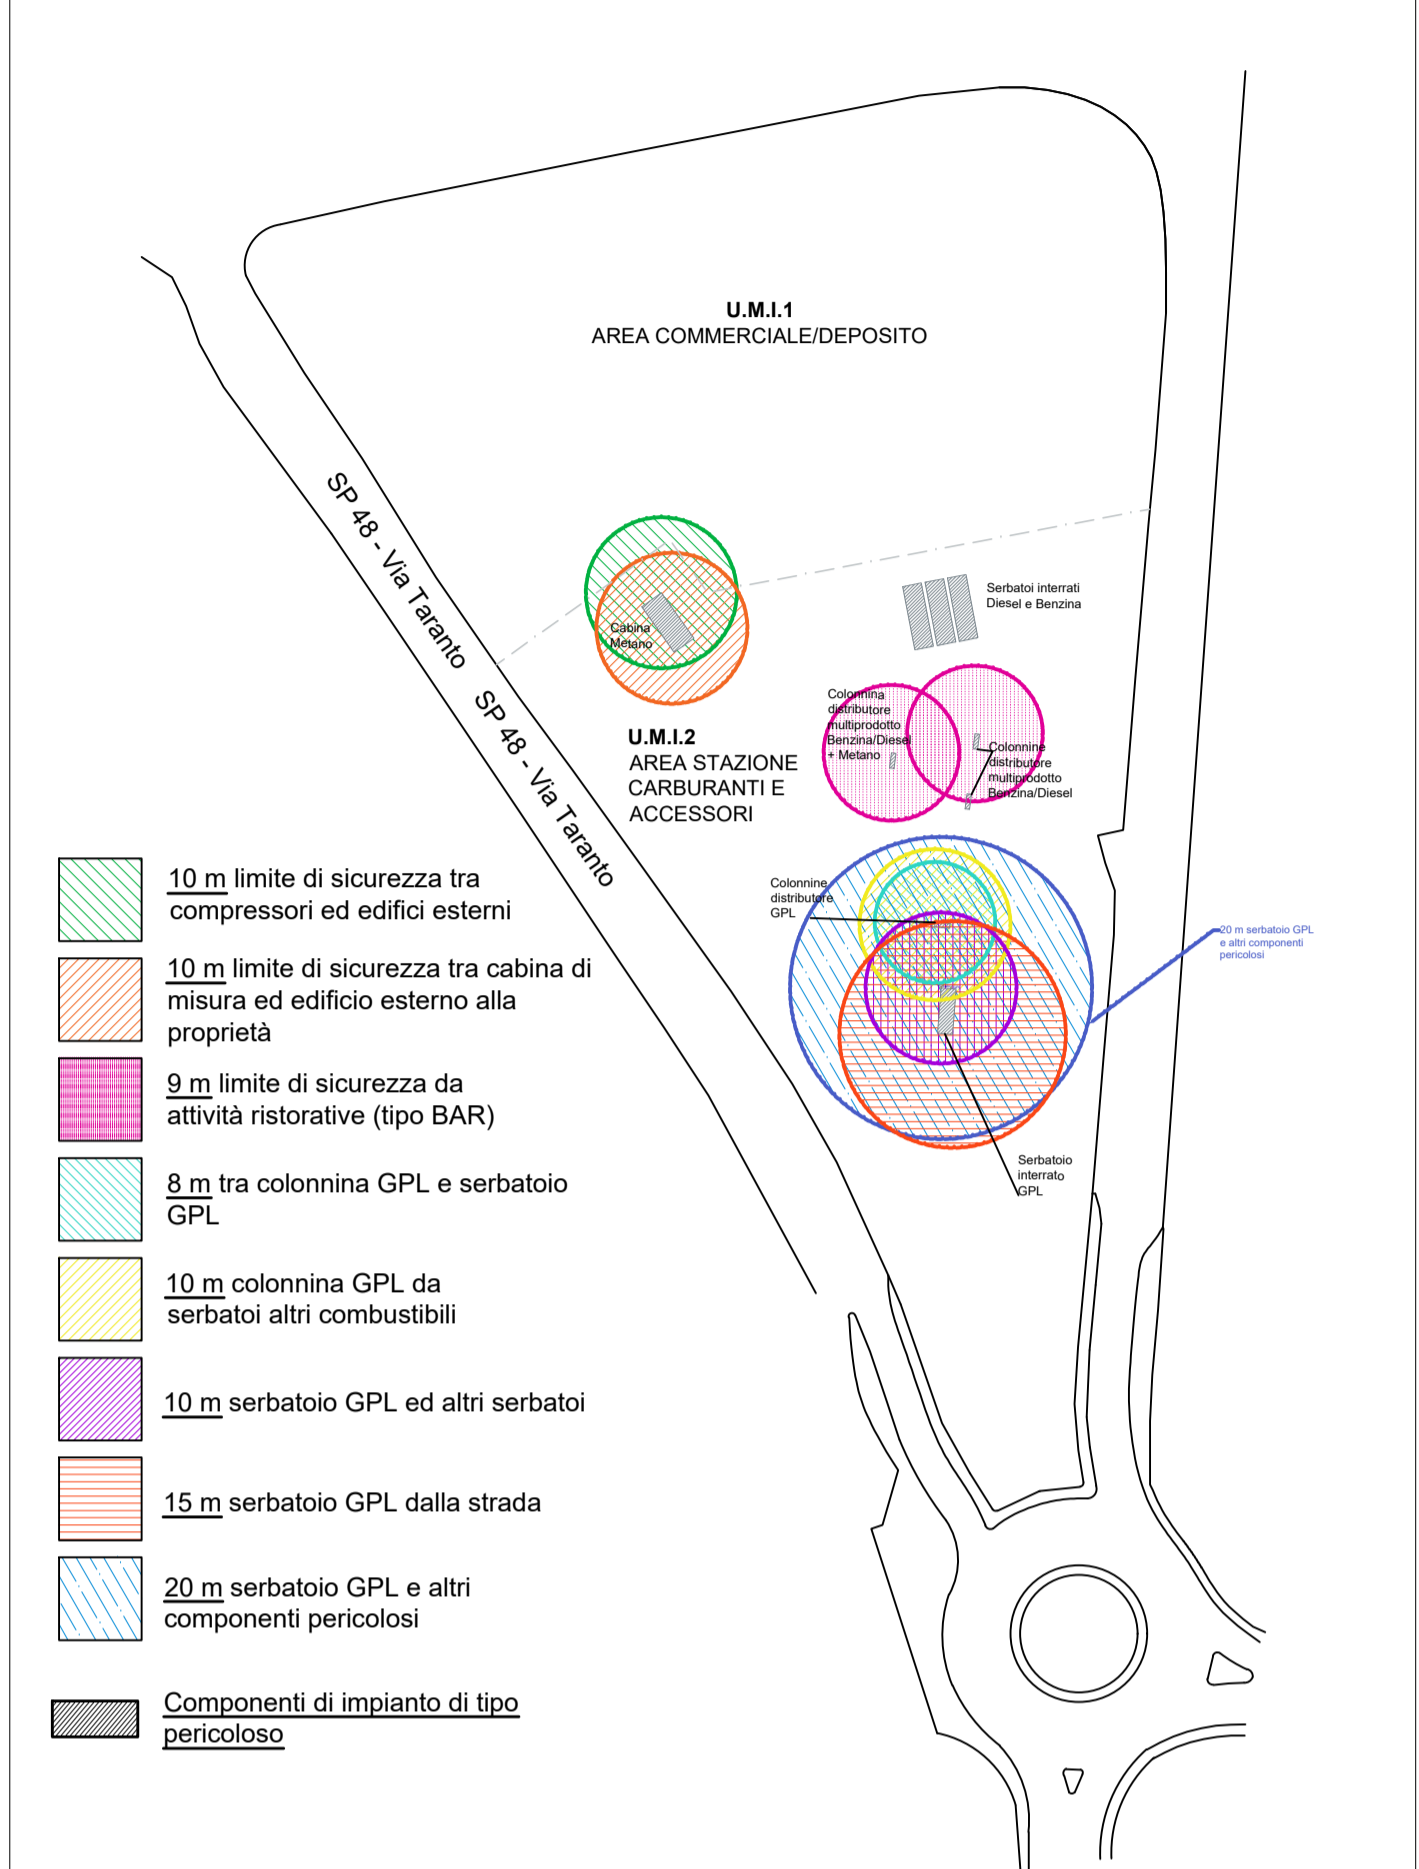 U.M.I.1
AREA COMMERCIALE/DEPOSITO
SP 48 - Via Taranto
SP 48 - Via Taranto
Serbatoi interrati
Diesel e Benzina
Cabina
Metano
Colonnina
distributore
multiprodotto
Benzina/Diesel
+ Metano
Colonnine
distributore
multiprodotto
Benzina/Diesel
U.M.I.2
AREA STAZIONE
CARBURANTI E
ACCESSORI
Colonnine
distributore
GPL
20 m serbatoio GPL
e altri componenti
pericolosi
Serbatoio
interrato
GPL
10 m limite di sicurezza tra
compressori ed edifici esterni
10 m limite di sicurezza tra cabina di
misura ed edificio esterno alla
proprietà
9 m limite di sicurezza da
attività ristorative (tipo BAR)
8 m tra colonnina GPL e serbatoio
GPL
10 m colonnina GPL da
serbatoi altri combustibili
10 m serbatoio GPL ed altri serbatoi
15 m serbatoio GPL dalla strada
20 m serbatoio GPL e altri
componenti pericolosi
Componenti di impianto di tipo
pericoloso